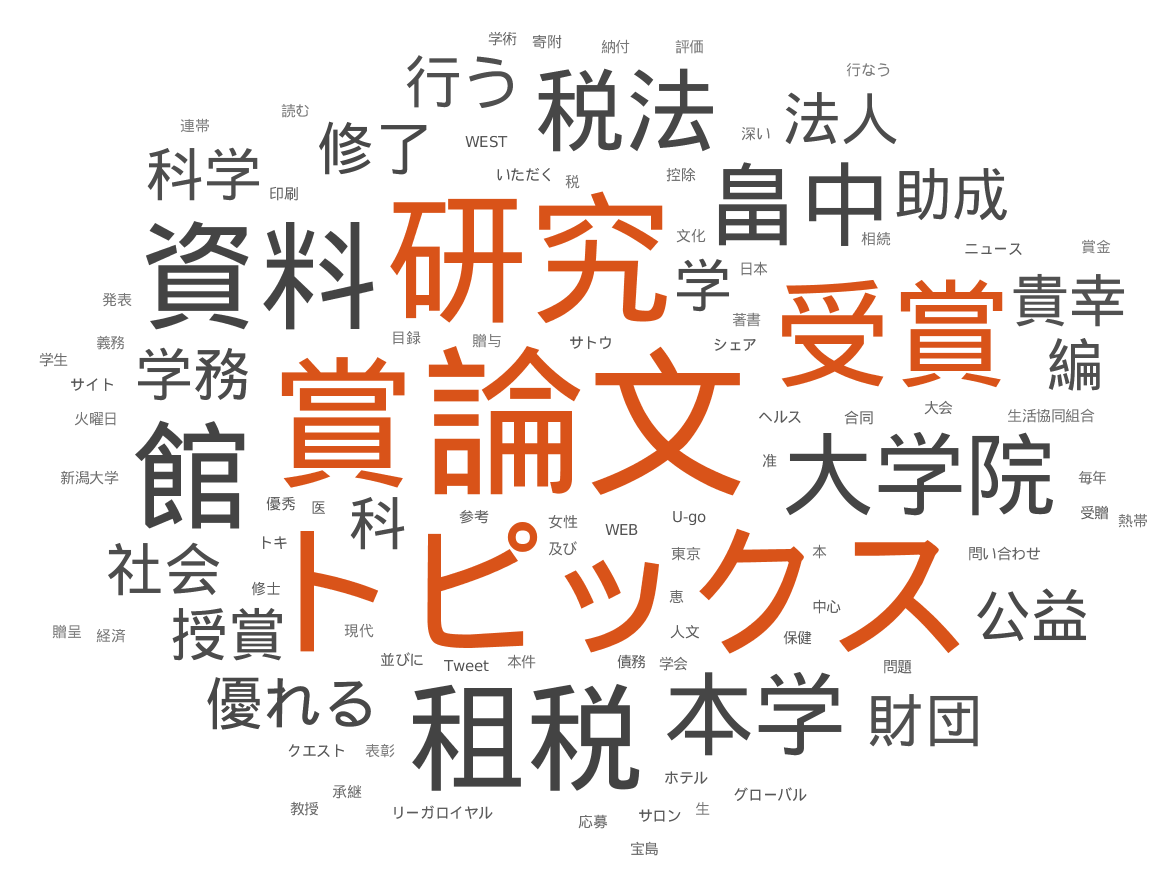 学術 寄附 納付 評価
行う 税法 行なう
読む 修了 WEST 深い 法人
連帯 科学 印刷 いただく 税 控除 畠中 助成
資料 研究 文化 学 日本 相続 ニュース 賞金
発表 受賞 貴幸
義務 目録 贈与 サトウ シェア 著書 編
学生 サイト 学務 賞論文
火曜日 ヘルス 合同 大会 生活協同組合
新潟大学 館 准 大学院 毎年
優秀 医 科 参考 女性 WEB U-go 受贈 熱帯
トキ 及び 東京 本 問い合わせ
社会 修士 トピックス 恵 中心 公益
贈呈 経済 授賞 現代 人文 保健
並びに Tweet 本件 債務 学会 問題
優れる 租税 本学 財団
クエスト 表彰 ホテル グローバル
教授 承継 リーガロイヤル 応募 サロン 生
宝島